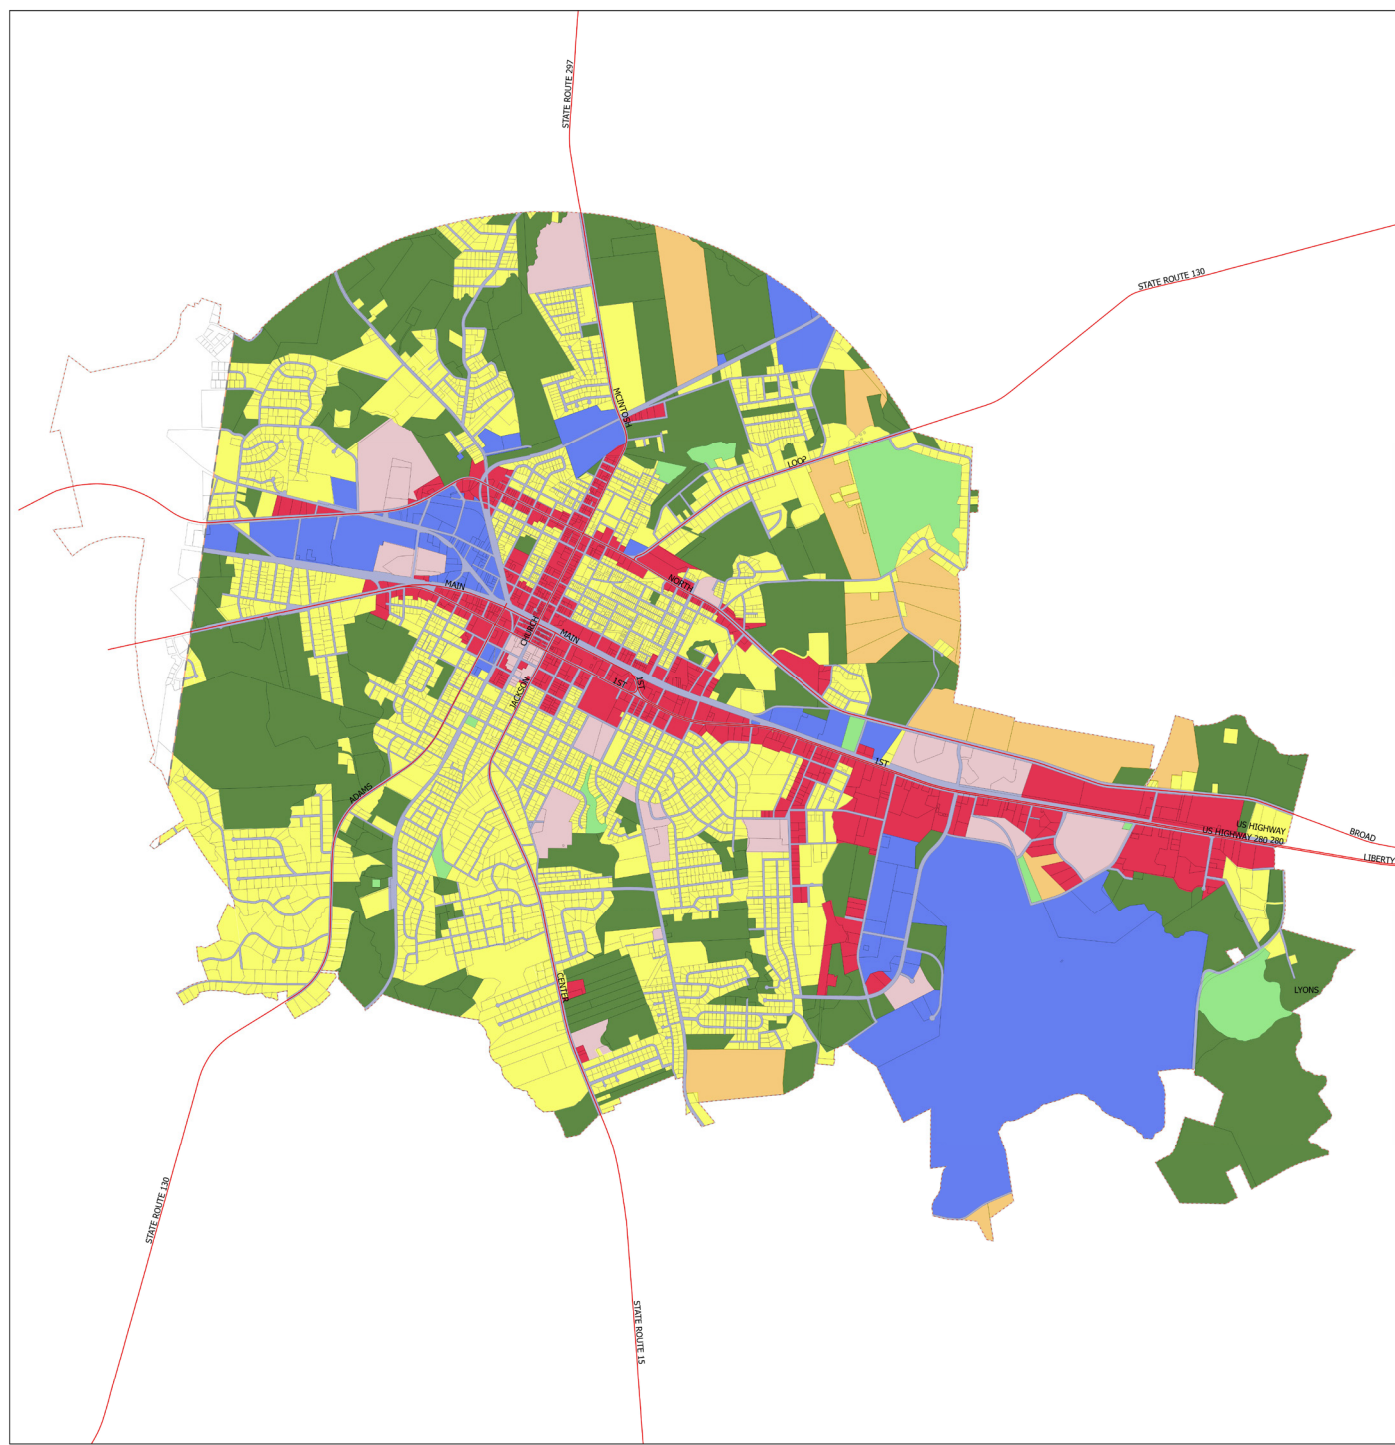 STATE ROUTE 297
STATE ROUTE 130
MCINTOSH
LOOP
NORTH
MAIN
CHURCH
MAIN
1ST
1ST
JACKSON
1ST
ADAMS
US HIGHWAY
US HIGHWAY 280 280
BROAD
LIBERTY
CENTER
LYONS
STATE ROUTE 130
STATE ROUTE 15